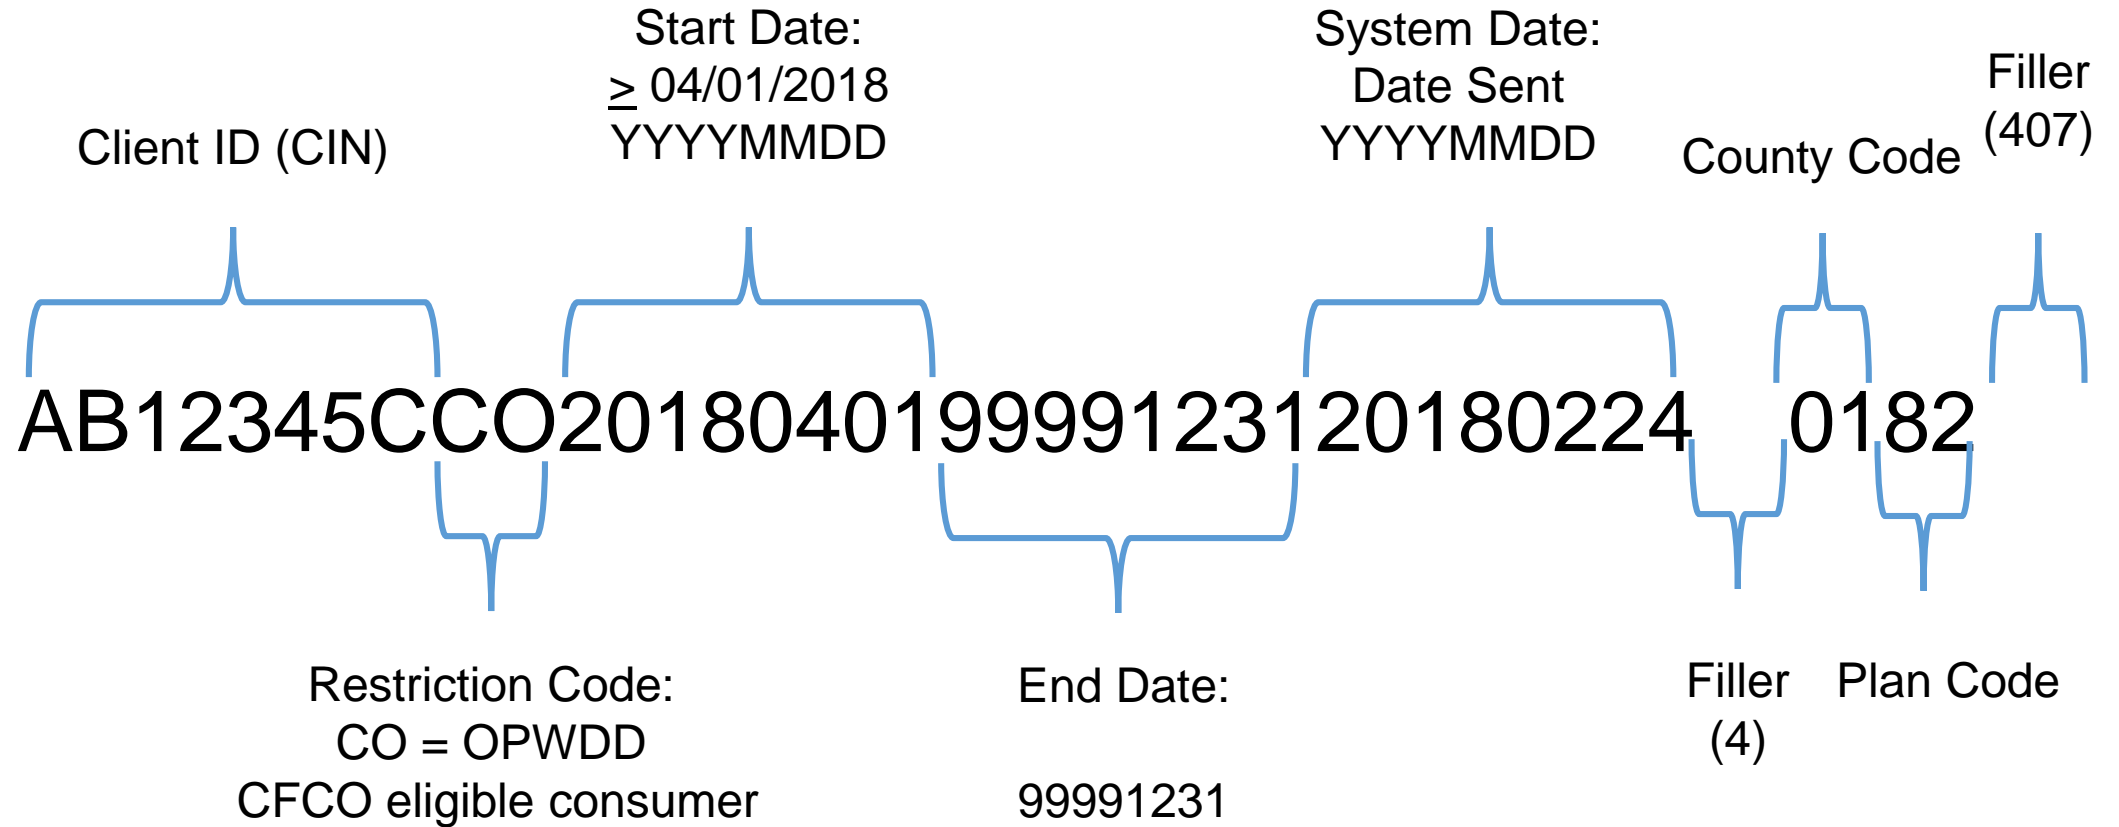 Start Date:
≥ 04/01/2018
YYYYMMDD
System Date:
Date Sent
YYYYMMDD
Filler
(407)
Client ID (CIN)
County Code
AB12345CCO201804019999123120180224    0182
Restriction Code:
CO = OPWDD
CFCO eligible consumer
End Date:
99991231
Filler
(4)
Plan Code